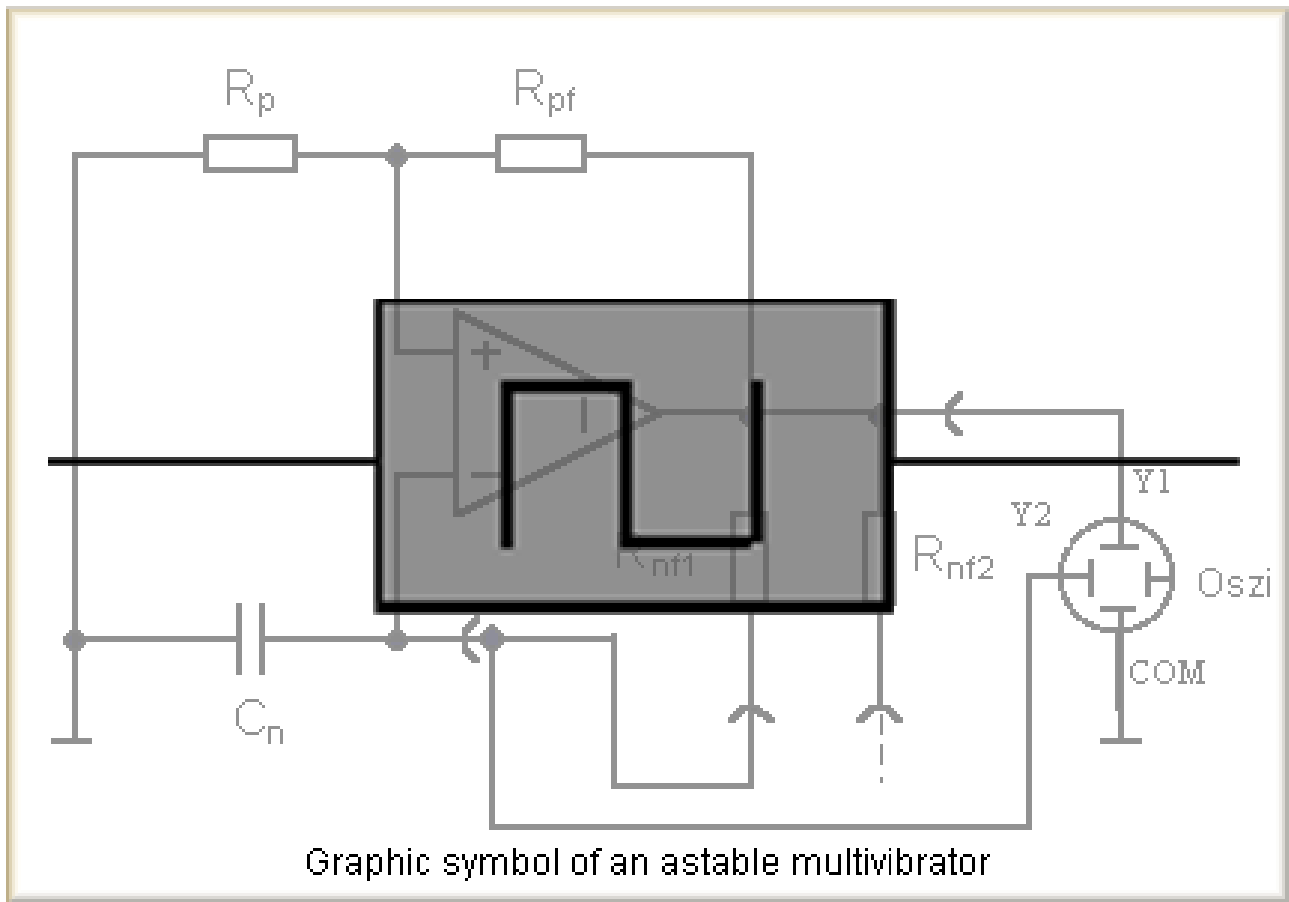 Rp
Rpf
+
−
Y1
Y2
Rnf1
Rnf2
Oszi
COM
Cn
Graphic symbol of an astable multivibrator